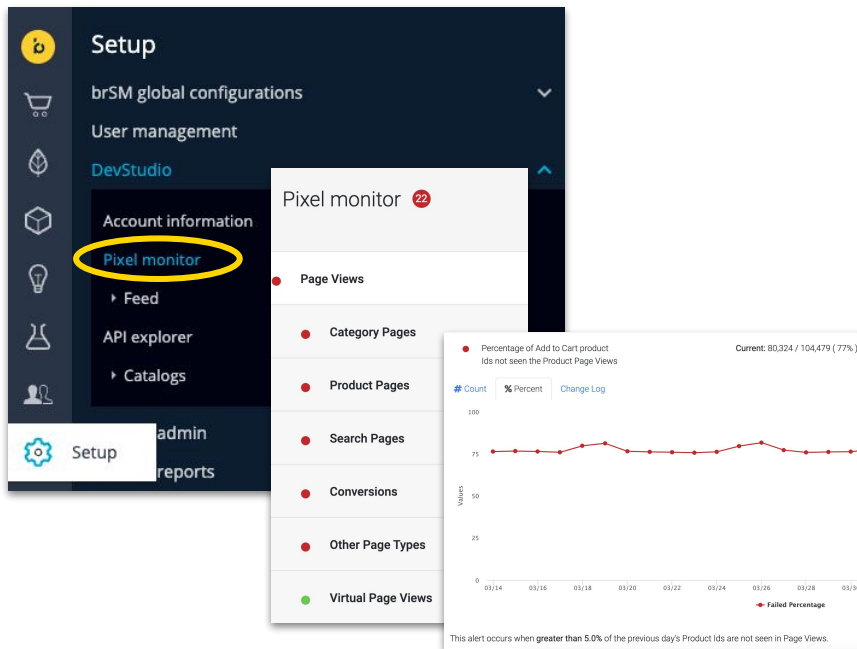 Setup
brSM global configurations
User management
DevStudio
Account information
Pixel monitor
Feed
API explorer
Catalogs
admin
Setup
reports
Pixel monitor 22
Page Views
Category Pages
Product Pages
Search Pages
Conversions
Other Page Types
Virtual Page Views
Percentage of Add to Cart product
Ids not seen the Product Page Views
Current: 80,324 / 104,479 ( 77% )
# Count % Percent Change Log
100
75
50
25
0
Values
03/14 03/16 03/18 03/20 03/22 03/24 03/26 03/28
Failed Percentage
This alert occurs when greater than 5.0% of the previous day's Product Ids are not seen in Page Views.